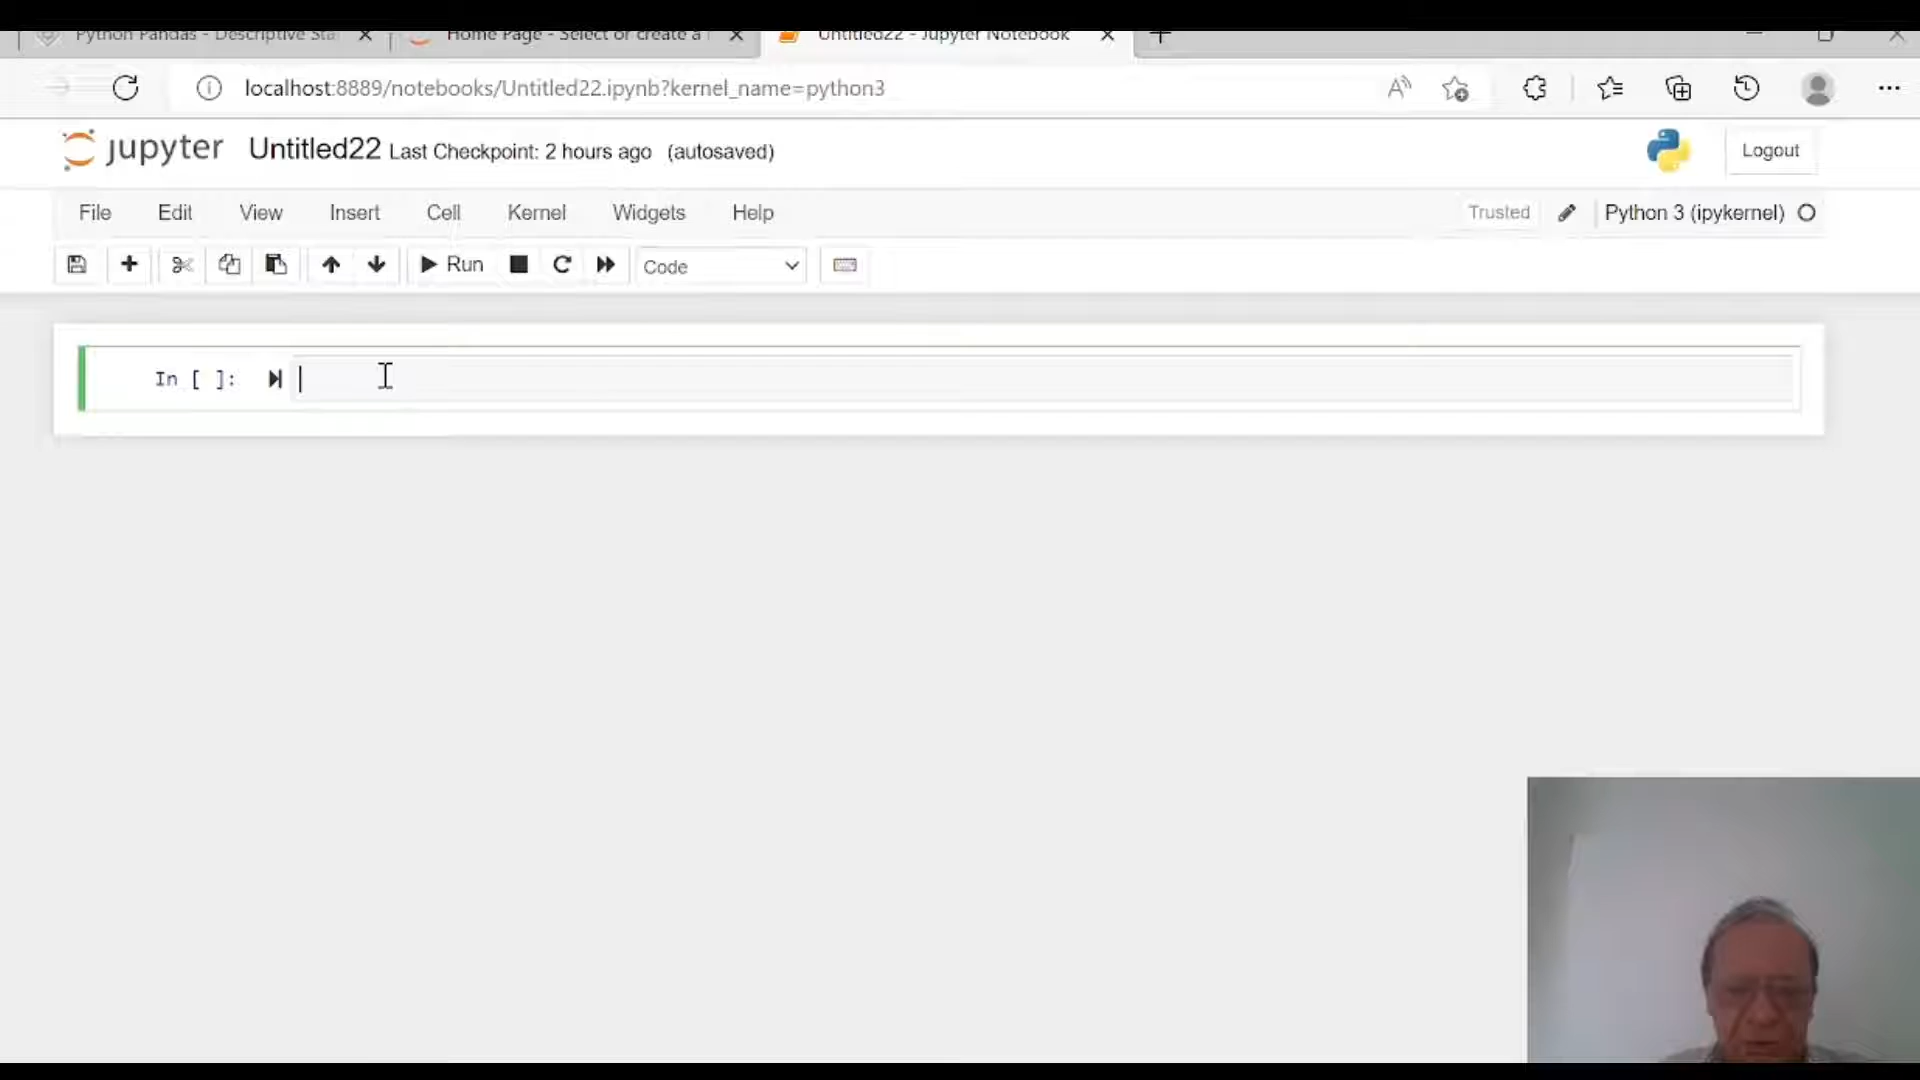 Python Pandas - Descriptive Sta
Home Page - Select or create a
Untitled22 - Jupyter Notebook
localhost:8889/notebooks/Untitled22.ipynb?kernel_name=python3
jupyter Untitled22 Last Checkpoint: 2 hours ago (autosaved)
Logout
File Edit View Insert Cell Kernel Widgets Help
Trusted Python 3 (ipykernel)
Run Code
In [ ]: